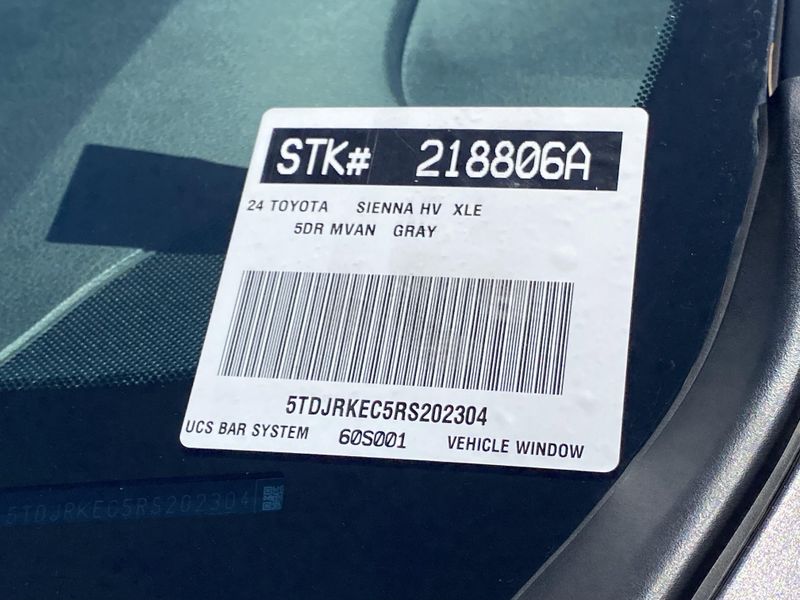 STK# 218806A
24 TOYOTA SIENNA HV XLE
5DR MVAN GRAY
5TDJRKEC5RS202304
UCS BAR SYSTEM 60S001 VEHICLE WINDOW
5TDJRKEC5RS202304